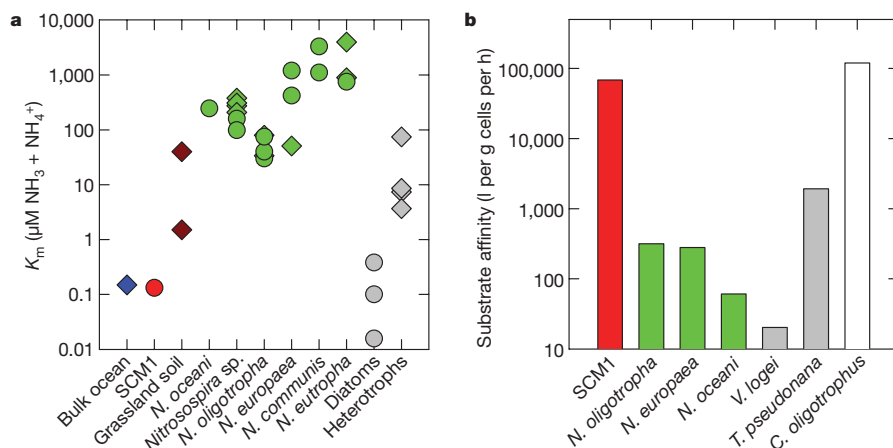 a
10,000
1,000
100
10
1
0.1
0.01
K_m (µM NH₃ + NH₄⁺)
Bulk ocean
SCM1
Grassland soil
N. oceani
Nitrosospira sp.
N. oligotropha
N. europaea
N. communis
N. eutropha
Diatoms
Heterotrophs
b
100,000
10,000
1,000
100
10
Substrate affinity (l per g cells per h)
SCM1
N. oligotropha
N. europaea
N. oceani
V. logei
T. pseudonana
C. oligotrophus